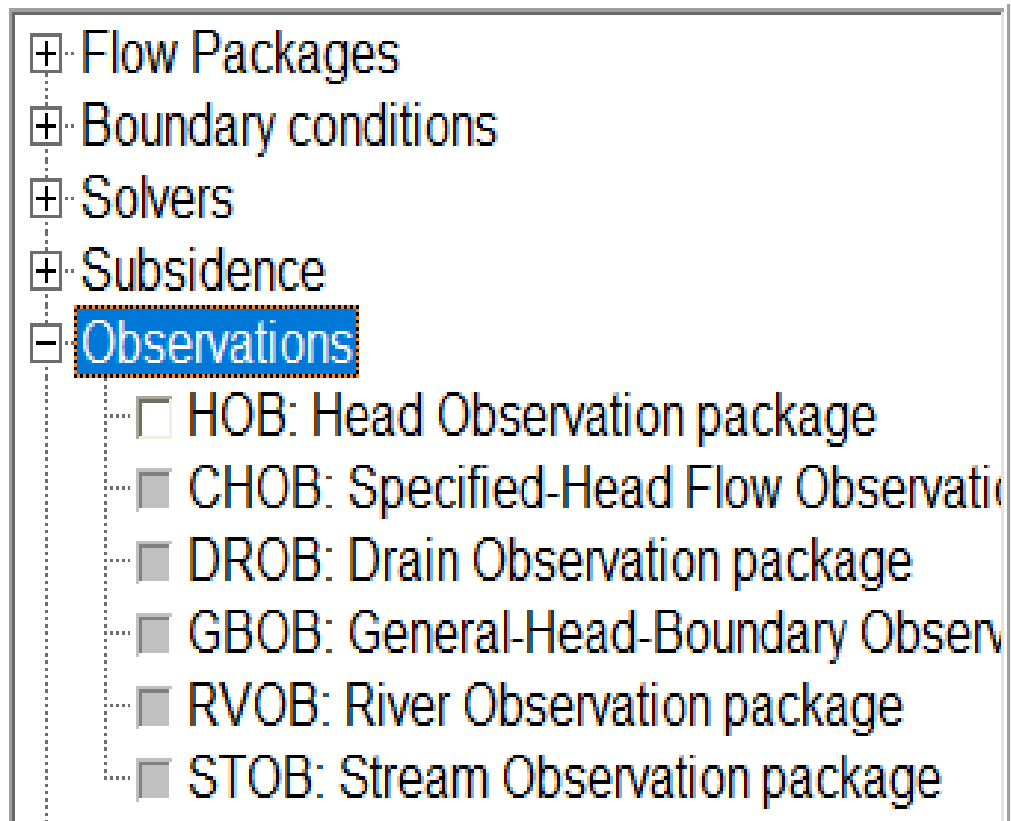 Flow Packages
Boundary conditions
Solvers
Subsidence
Observations
HOB: Head Observation package
CHOB: Specified-Head Flow
DROB: Drain Observation package
GBOB: General-Head-Boundary
RVOB: River Observation package
STOB: Stream Observation package